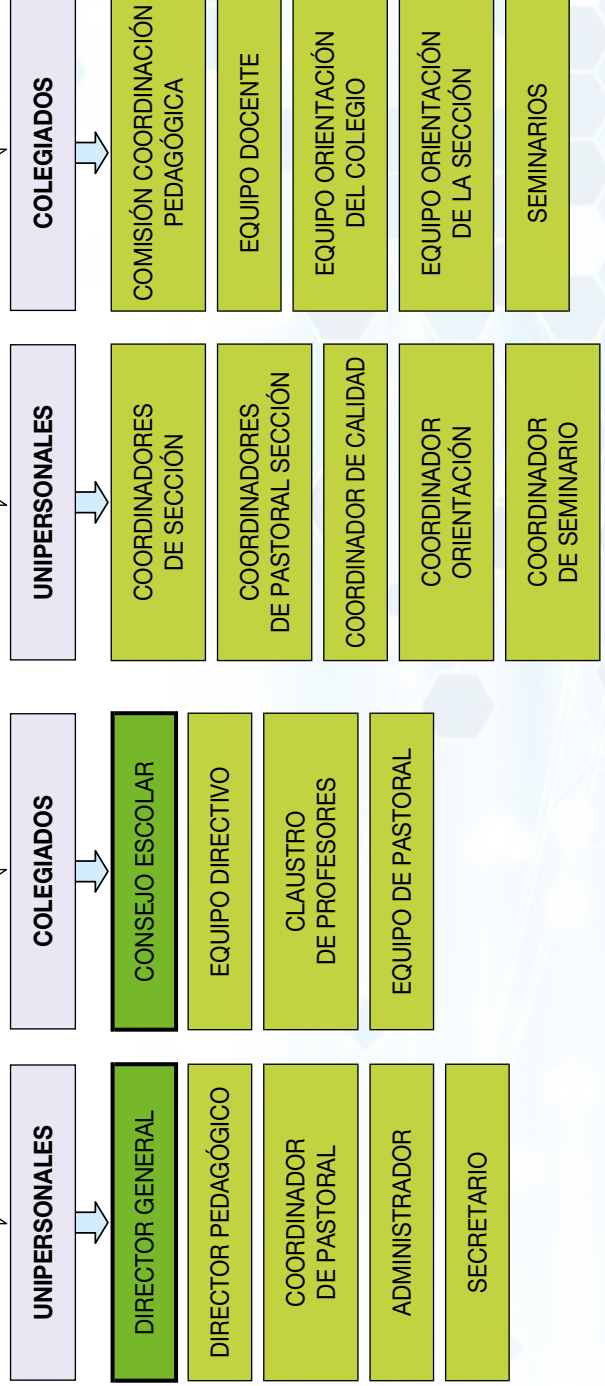 UNIPERSONALES
DIRECTOR GENERAL
DIRECTOR PEDAGÓGICO
COORDINADOR
DE PASTORAL
ADMINISTRADOR
SECRETARIO
COLEGIADOS
CONSEJO ESCOLAR
EQUIPO DIRECTIVO
CLAUSTRO
DE PROFESORES
EQUIPO DE PASTORAL
UNIPERSONALES
COORDINADORES
DE SECCIÓN
COORDINADORES
DE PASTORAL SECCIÓN
COORDINADOR DE CALIDAD
COORDINADOR
ORIENTACIÓN
COORDINADOR
DE SEMINARIO
COLEGIADOS
COMISIÓN COORDINACIÓN
PEDAGÓGICA
EQUIPO DOCENTE
EQUIPO ORIENTACIÓN
DEL COLEGIO
EQUIPO ORIENTACIÓN
DE LA SECCIÓN
SEMINARIOS